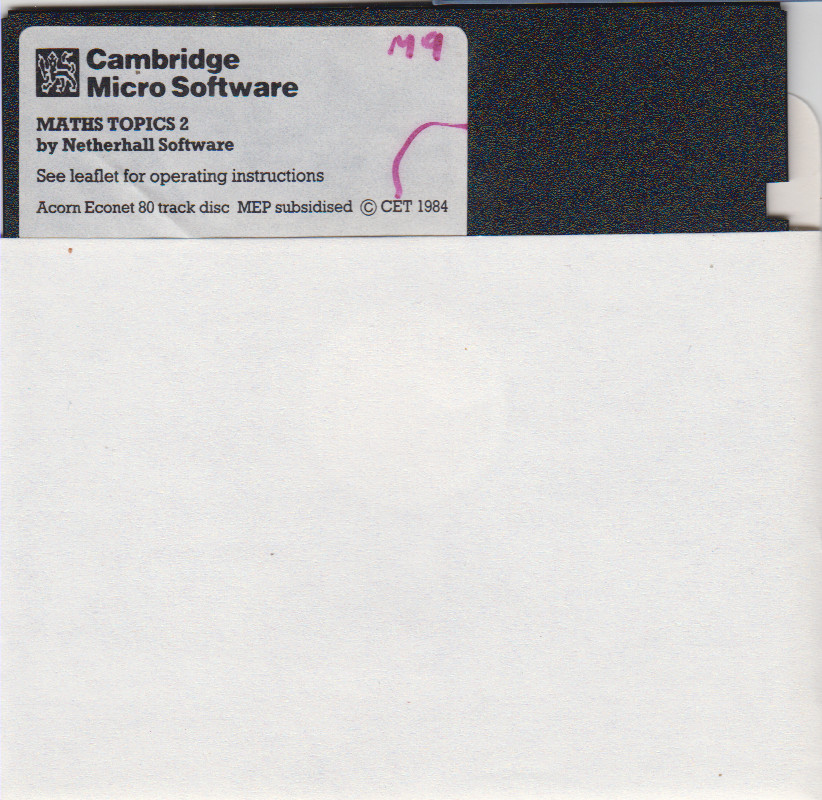 M9
Cambridge
Micro Software
MATHS TOPICS 2
by Netherhall Software
See leaflet for operating instructions
Acorn Econet 80 track disc MEP subsidised © CET 1984